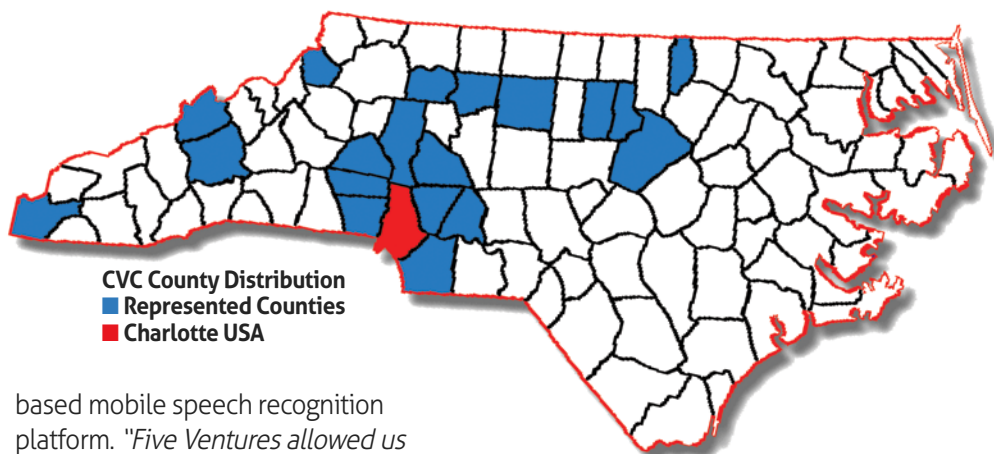 CVC County Distribution
Represented Counties
Charlotte USA
based mobile speech recognition
platform. "Five Ventures allowed us